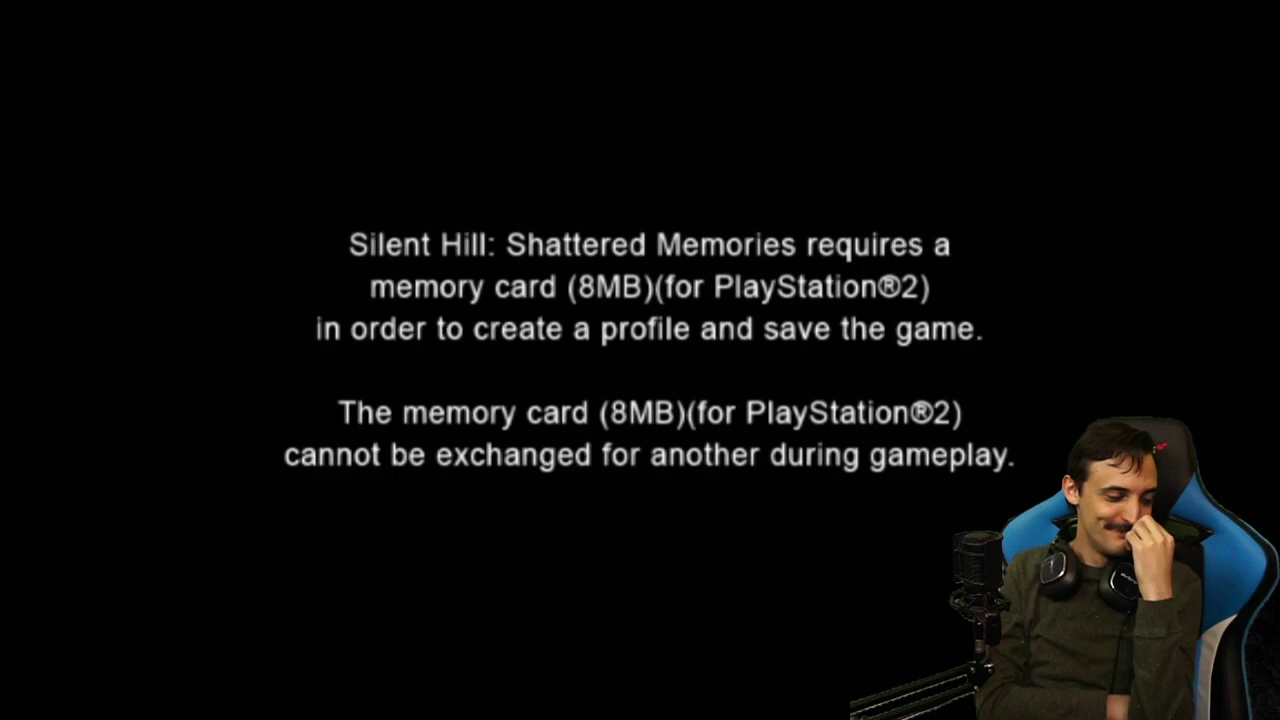 Silent Hill: Shattered Memories requires a
memory card (8MB)(for PlayStation®2)
in order to create a profile and save the game.
The memory card (8MB)(for PlayStation®2)
cannot be exchanged for another during gameplay.